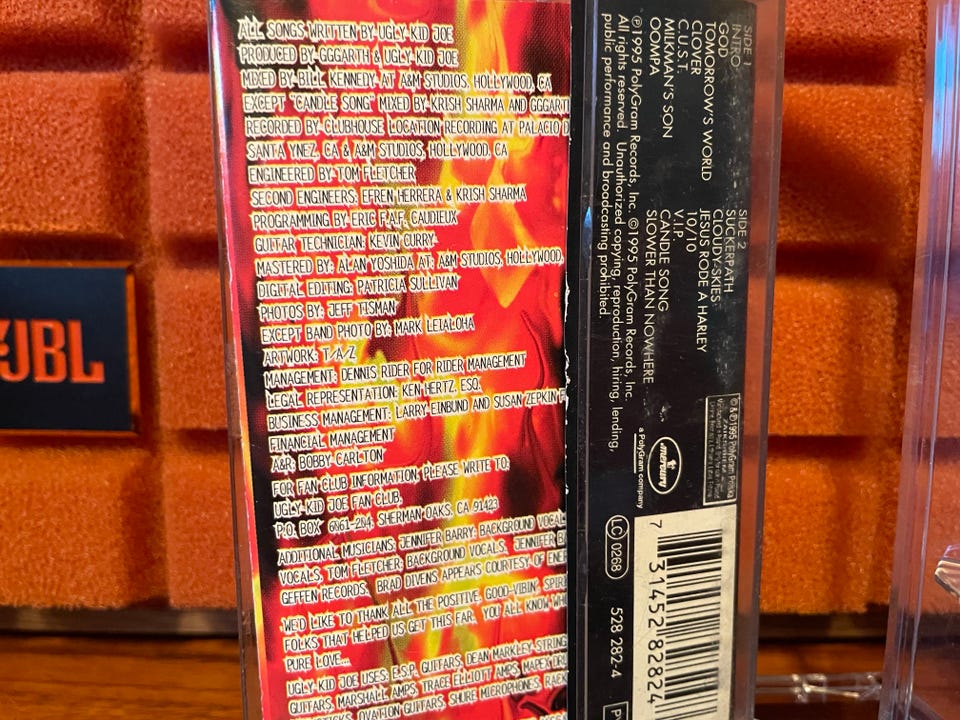 ALL SONGS WRITTEN BY UGLY KID JOE
PRODUCED BY GGGARTH & UGLY KID JOE
MIXED BY BILL KENNEDY AT A&M STUDIOS, HOLLYWOOD, CA
EXCEPT "CANDLE SONG" MIXED BY KRISH SHARMA AND GGGART
RECORDED BY CLUBHOUSE LOCATION RECORDING AT PALACIO D
SANTA YNEZ, CA & A&M STUDIOS, HOLLYWOOD, CA
ENGINEERED BY TOM FLETCHER
SECOND ENGINEERS: EFREN HERRERA & KRISH SHARMA
PROGRAMMING BY ERIC F.A.F. CAUDIEUX
GUITAR TECHNICIAN: KEVIN CURRY
MASTERED BY: ALAN YOSHIDA AT: A&M STUDIOS, HOLLYWOOD,
DIGITAL EDITING: PATRICIA SULLIVAN
PHOTOS BY: JEFF TISMAN
EXCEPT BAND PHOTO BY: MARK LEIALOHA
ARTWORK: T/A/Z
MANAGEMENT: DENNIS RIDER FOR RIDER MANAGEMENT
LEGAL REPRESENTATION: KEN HERTZ, ESQ.
BUSINESS MANAGEMENT: LARRY EINBUND AND SUSAN ZEPKIN F
FINANCIAL MANAGEMENT
A&R: BOBBY CARLTON
FOR FAN CLUB INFORMATION, PLEASE WRITE TO:
UGLY KID JOE FAN CLUB,
P.O. BOX 6861-284, SHERMAN OAKS, CA 91423
ADDITIONAL MUSICIANS: JENNIFER BARRY: BACKGROUND VOCAL
VOCALS, TOM FLETCHER: BACKGROUND VOCALS, JENNIFER B
GEFFEN RECORDS, BRAD DIVENS APPEARS COURTESY OF ENE
WE'D LIKE TO THANK ALL THE POSITIVE, GOOD-VIBIN', SPIRI
FOLKS THAT HELPED US GET THIS FAR. YOU ALL KNOW WH
PURE LOVE...
UGLY KID JOE USES: E.S.P. GUITARS, DEAN MARKLEY STRING
GUITARS, MARSHALL AMPS, TRACE ELLIOTT AMPS, MAPEX DRU
STICKS, OVATION GUITARS, SHURE MICROPHONES, RACK
SIDE 1
INTRO
GOD
TOMORROW'S WORLD
CLOVER
C.U.S.T.
MILKMAN'S SON
OOMPA
SIDE 2
SUCKERPATH
CLOUDY SKIES
JESUS RODE A HARLEY
10/10
V.I.P.
CANDLE SONG
SLOWER THAN NOWHERE
℗1995 PolyGram Records, Inc. ©1995 PolyGram Records, Inc.
All rights reserved. Unauthorized copying, reproduction, hiring, lending,
public performance and broadcasting prohibited.
mercury
a PolyGram company
LC 0268
528 282-4
7 31452 82824
JBL